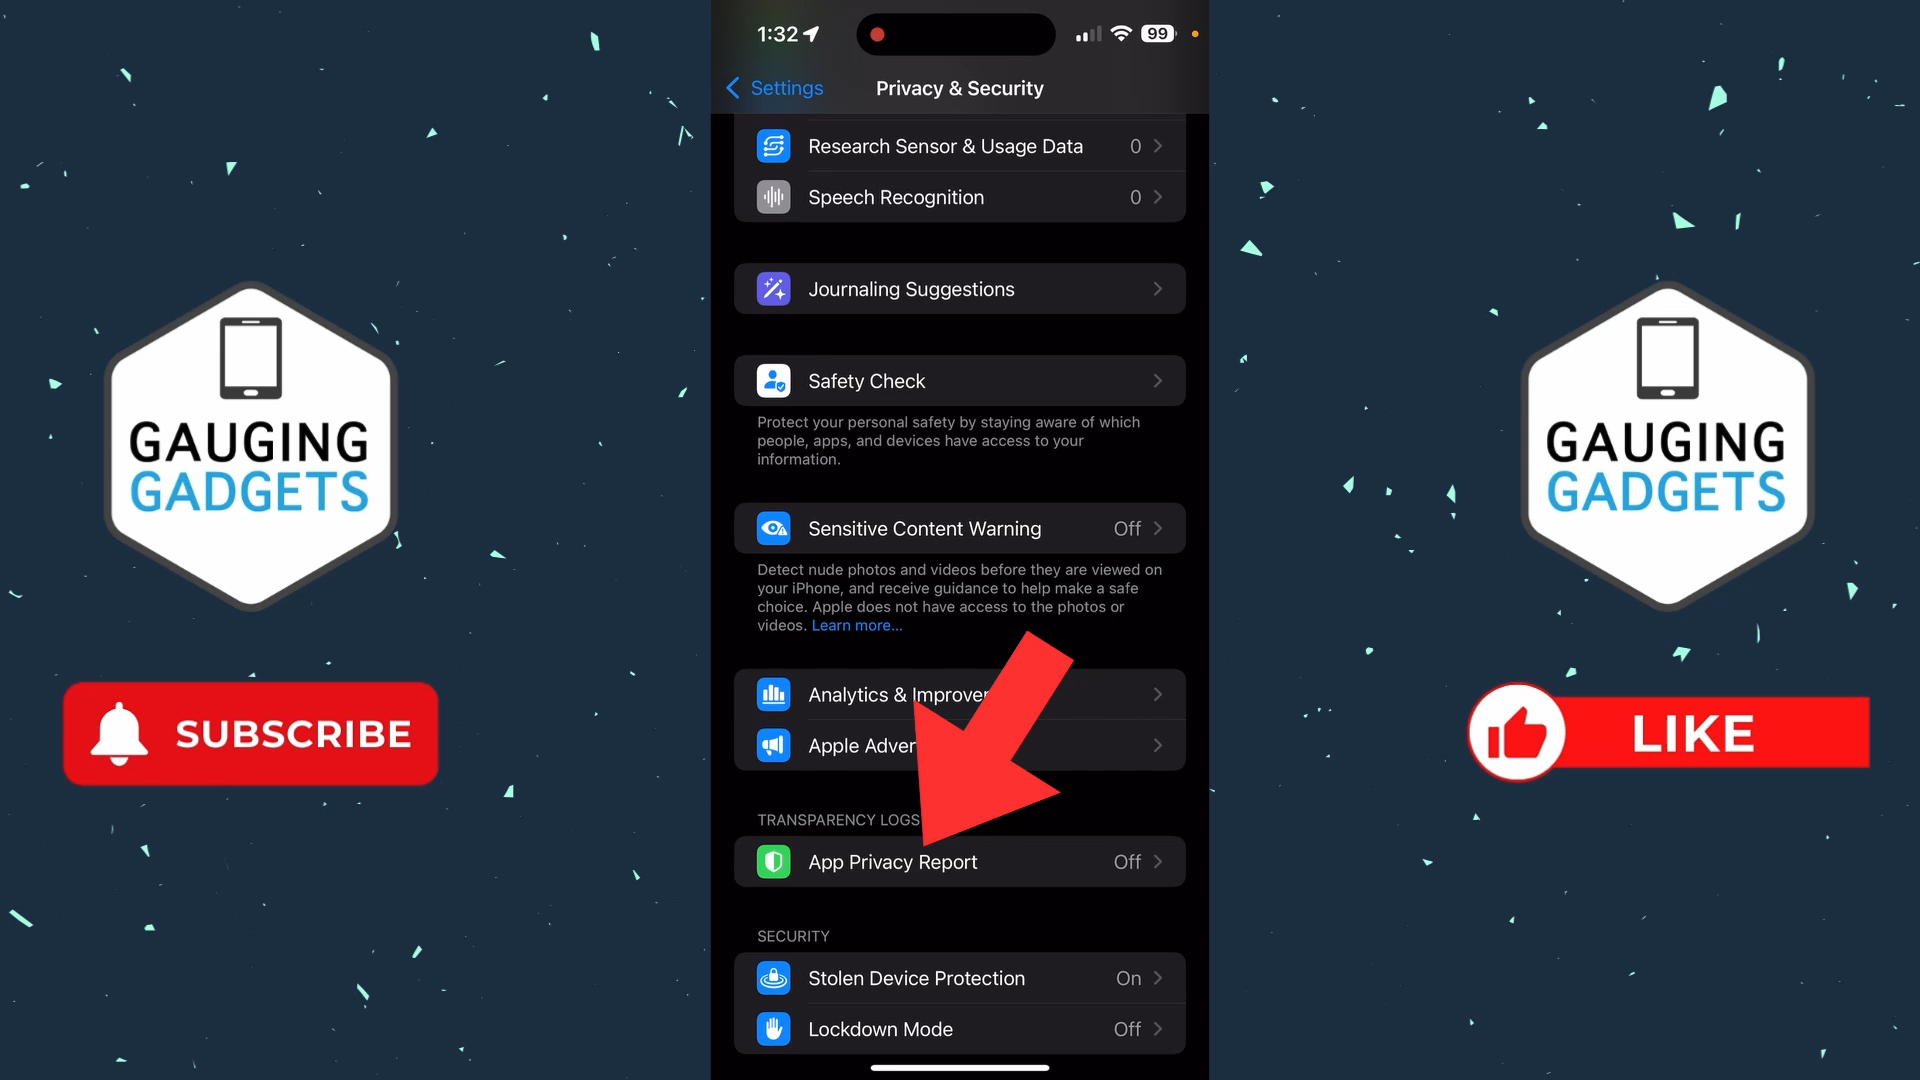 1:32
99
Settings
Privacy & Security
Research Sensor & Usage Data 0
Speech Recognition 0
Journaling Suggestions
Safety Check
Protect your personal safety by staying aware of which
people, apps, and devices have access to your
information.
Sensitive Content Warning Off
Detect nude photos and videos before they are viewed on
your iPhone, and receive guidance to help make a safe
choice. Apple does not have access to the photos or
videos. Learn more...
Analytics & Improve
Apple Adver
TRANSPARENCY LOGS
App Privacy Report Off
SECURITY
Stolen Device Protection On
Lockdown Mode Off
GAUGING
GADGETS
SUBSCRIBE
GAUGING
GADGETS
LIKE